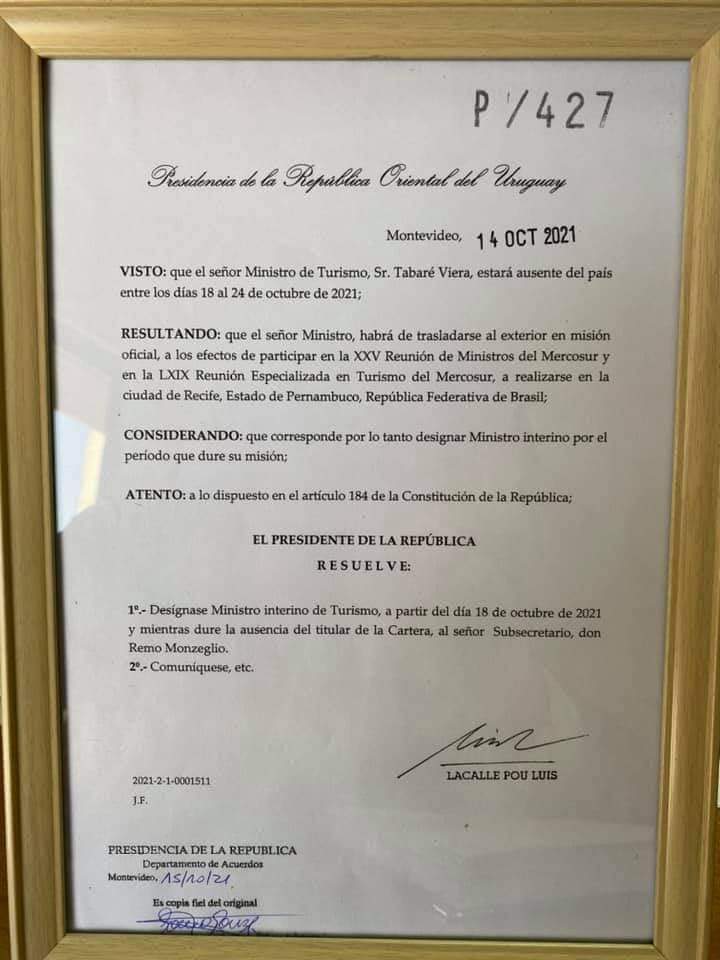 P/427
Presidencia de la República Oriental del Uruguay
Montevideo, 14 OCT 2021
VISTO: que el señor Ministro de Turismo, Sr. Tabaré Viera, estará ausente del país
entre los días 18 al 24 de octubre de 2021;
RESULTANDO: que el señor Ministro, habrá de trasladarse al exterior en misión
oficial, a los efectos de participar en la XXV Reunión de Ministros del Mercosur y
en la LXIX Reunión Especializada en Turismo del Mercosur, a realizarse en la
ciudad de Recife, Estado de Pernambuco, República Federativa de Brasil;
CONSIDERANDO: que corresponde por lo tanto designar Ministro interino por el
período que dure su misión;
ATENTO: a lo dispuesto en el artículo 184 de la Constitución de la República;
EL PRESIDENTE DE LA REPÚBLICA
R E S U E L V E:
1º.- Desígnase Ministro interino de Turismo, a partir del día 18 de octubre de 2021
y mientras dure la ausencia del titular de la Cartera, al señor Subsecretario, don
Remo Monzeglio.
2º.- Comuníquese, etc.
LACALLE POU LUIS
2021-2-1-0001511
J.F.
PRESIDENCIA DE LA REPUBLICA
Departamento de Acuerdos
Montevideo, 15/10/21
Es copia fiel del original